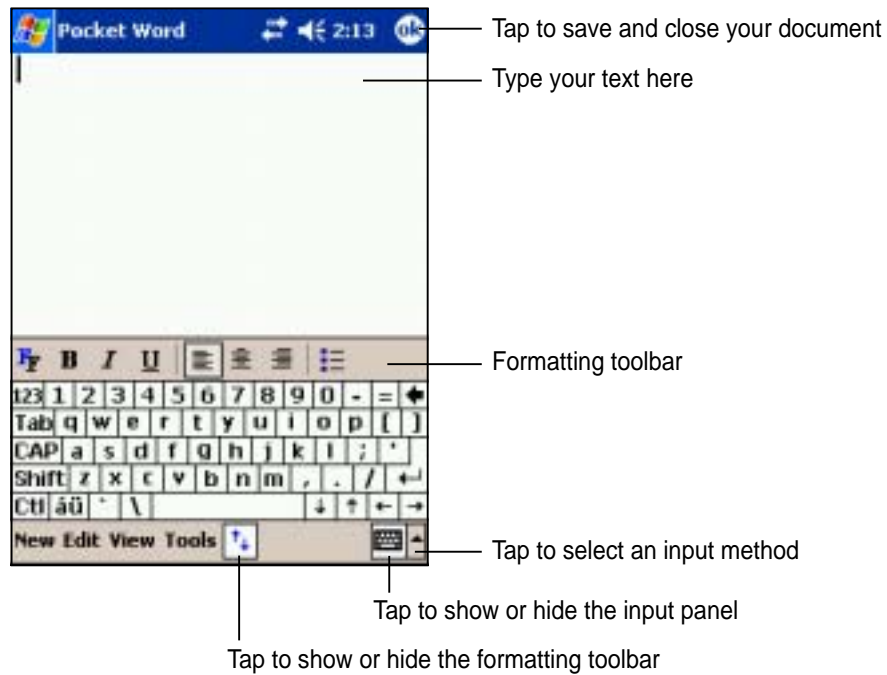 Pocket Word 2:13 ok
Tap to save and close your document
Type your text here
B I U
Formatting toolbar
123 1 2 3 4 5 6 7 8 9 0 - =
Tab q w e r t y u i o p [ ]
CAP a s d f g h j k l ; '
Shift z x c v b n m , . /
Ctl áü ` \
New Edit View Tools
Tap to select an input method
Tap to show or hide the input panel
Tap to show or hide the formatting toolbar